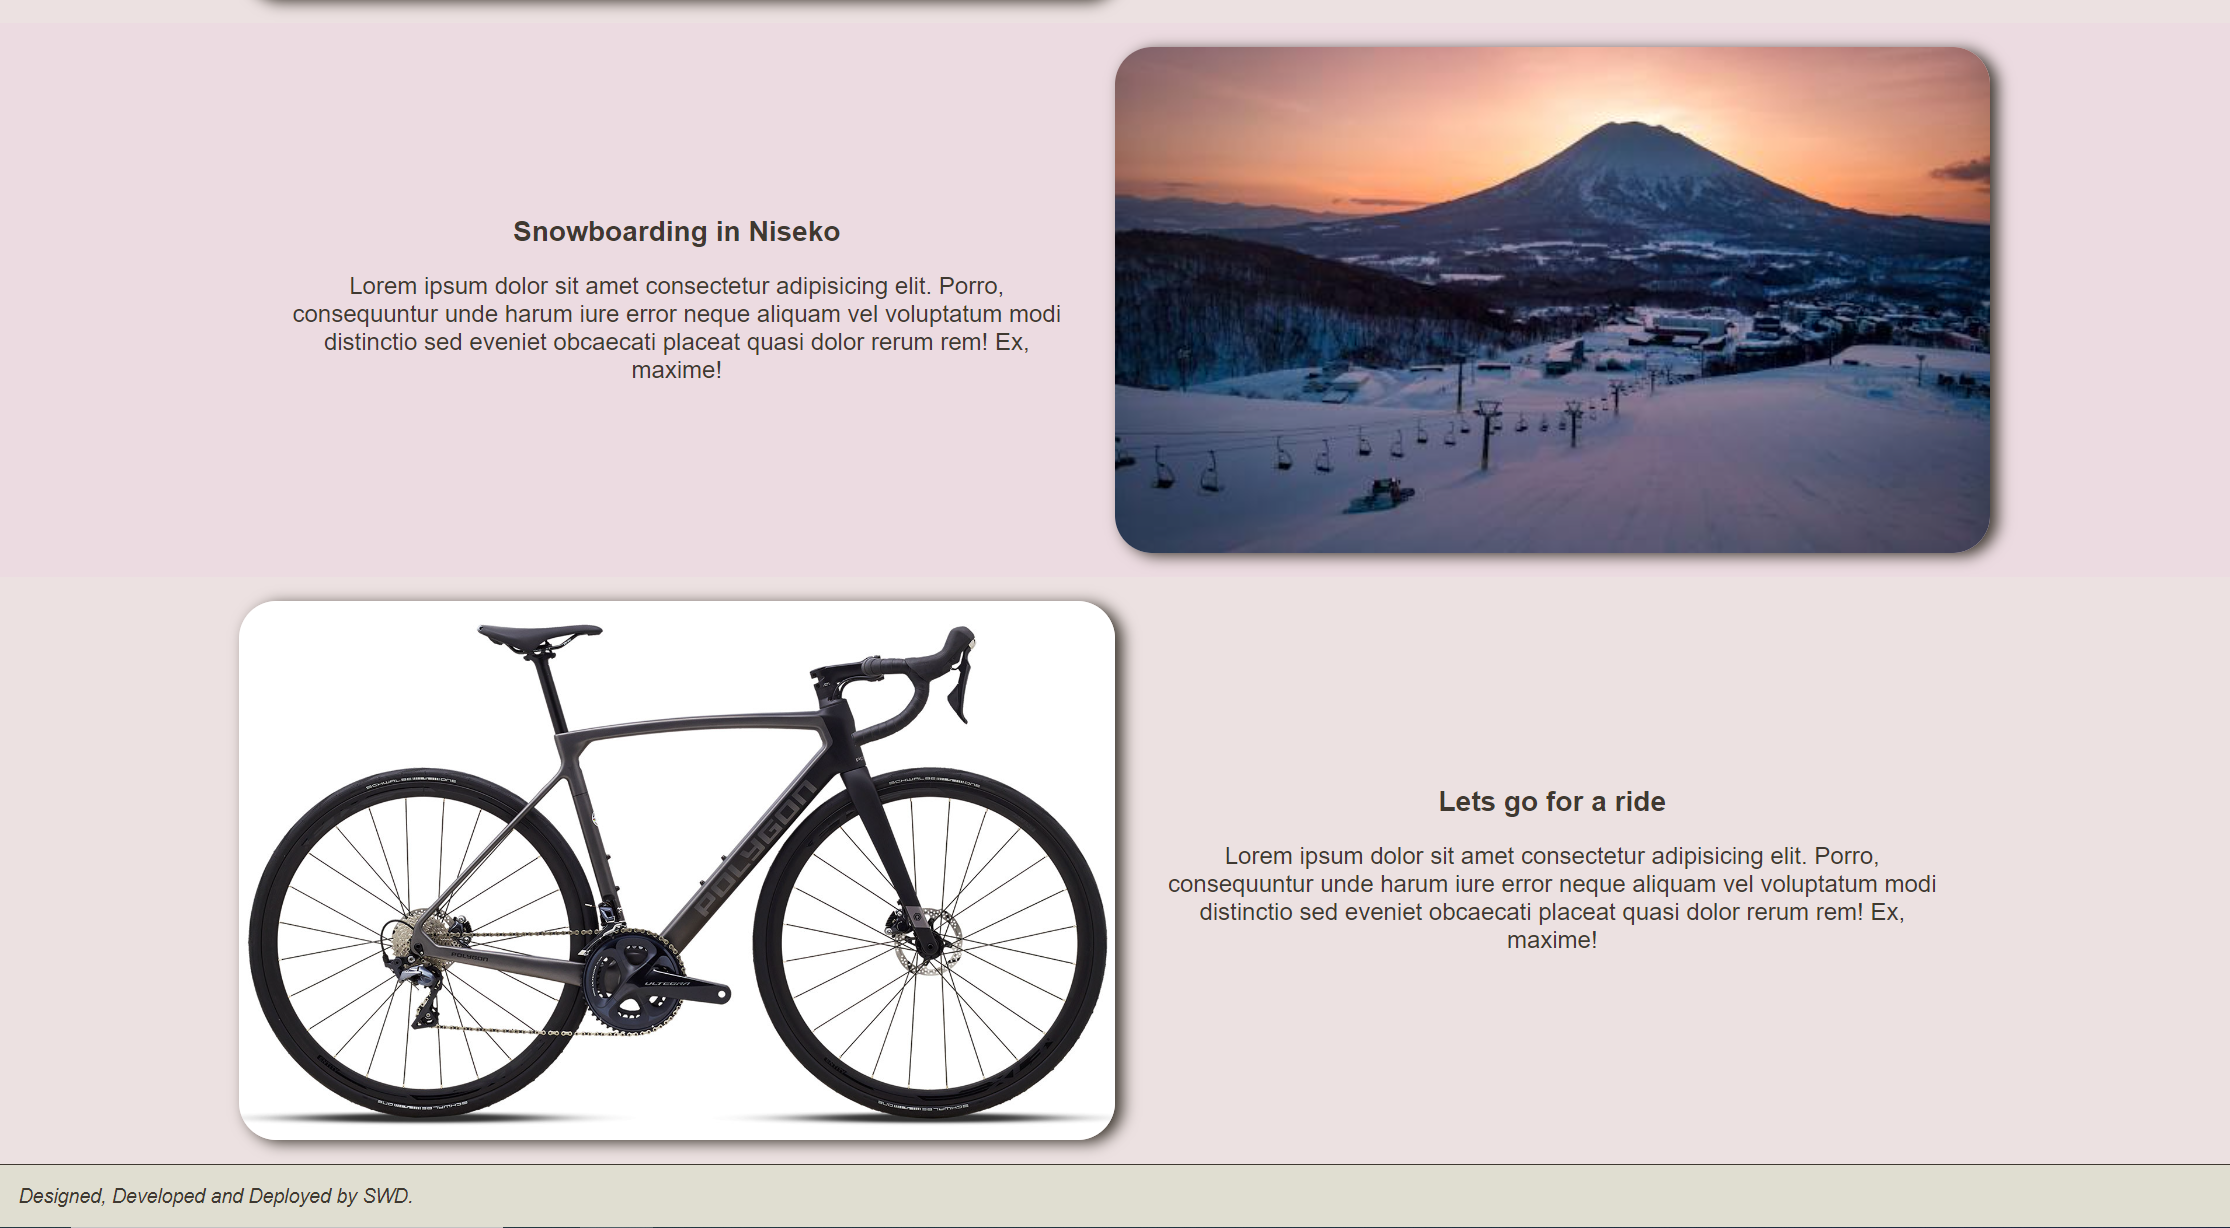 Snowboarding in Niseko
Lorem ipsum dolor sit amet consectetur adipisicing elit. Porro,
consequuntur unde harum iure error neque aliquam vel voluptatum modi
distinctio sed eveniet obcaecati placeat quasi dolor rerum rem! Ex,
maxime!
POLYGON
POLYGON
ULTEGRA
Lets go for a ride
Lorem ipsum dolor sit amet consectetur adipisicing elit. Porro,
consequuntur unde harum iure error neque aliquam vel voluptatum modi
distinctio sed eveniet obcaecati placeat quasi dolor rerum rem! Ex,
maxime!
Designed, Developed and Deployed by SWD.